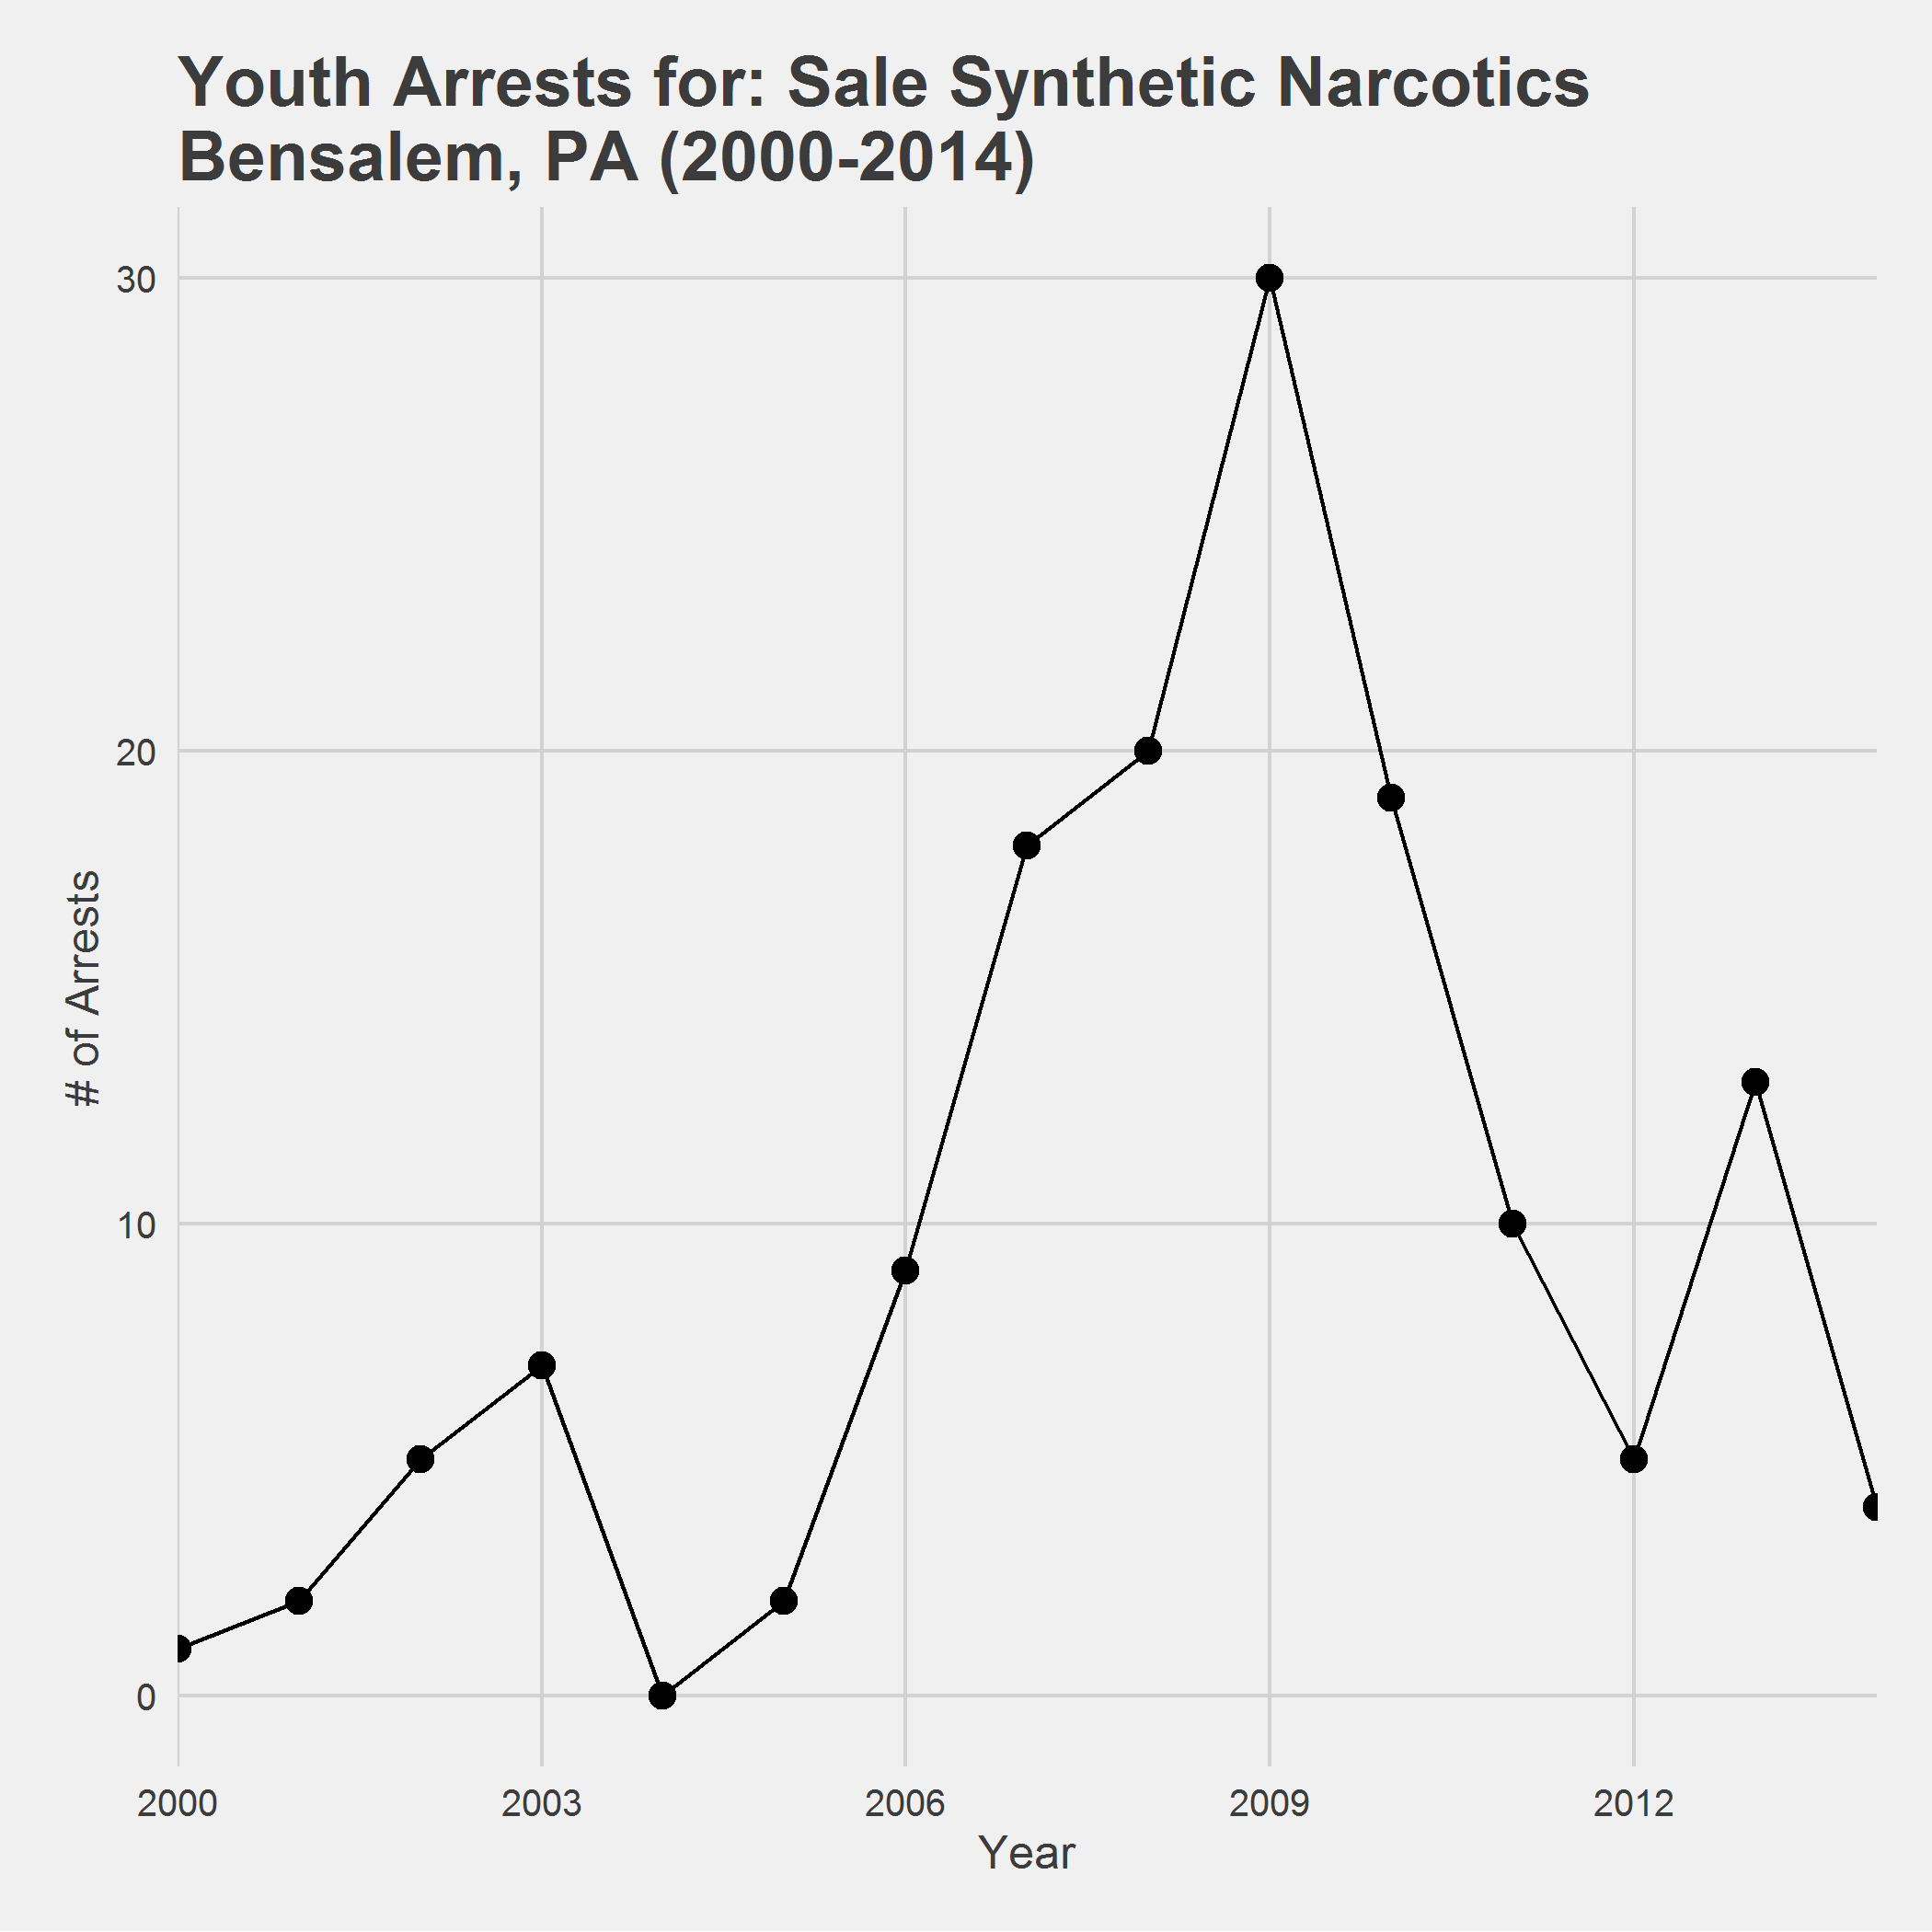 Youth Arrests for: Sale Synthetic Narcotics
Bensalem, PA (2000-2014)
30
20
10
0
# of Arrests
2000 2003 2006 2009 2012
Year